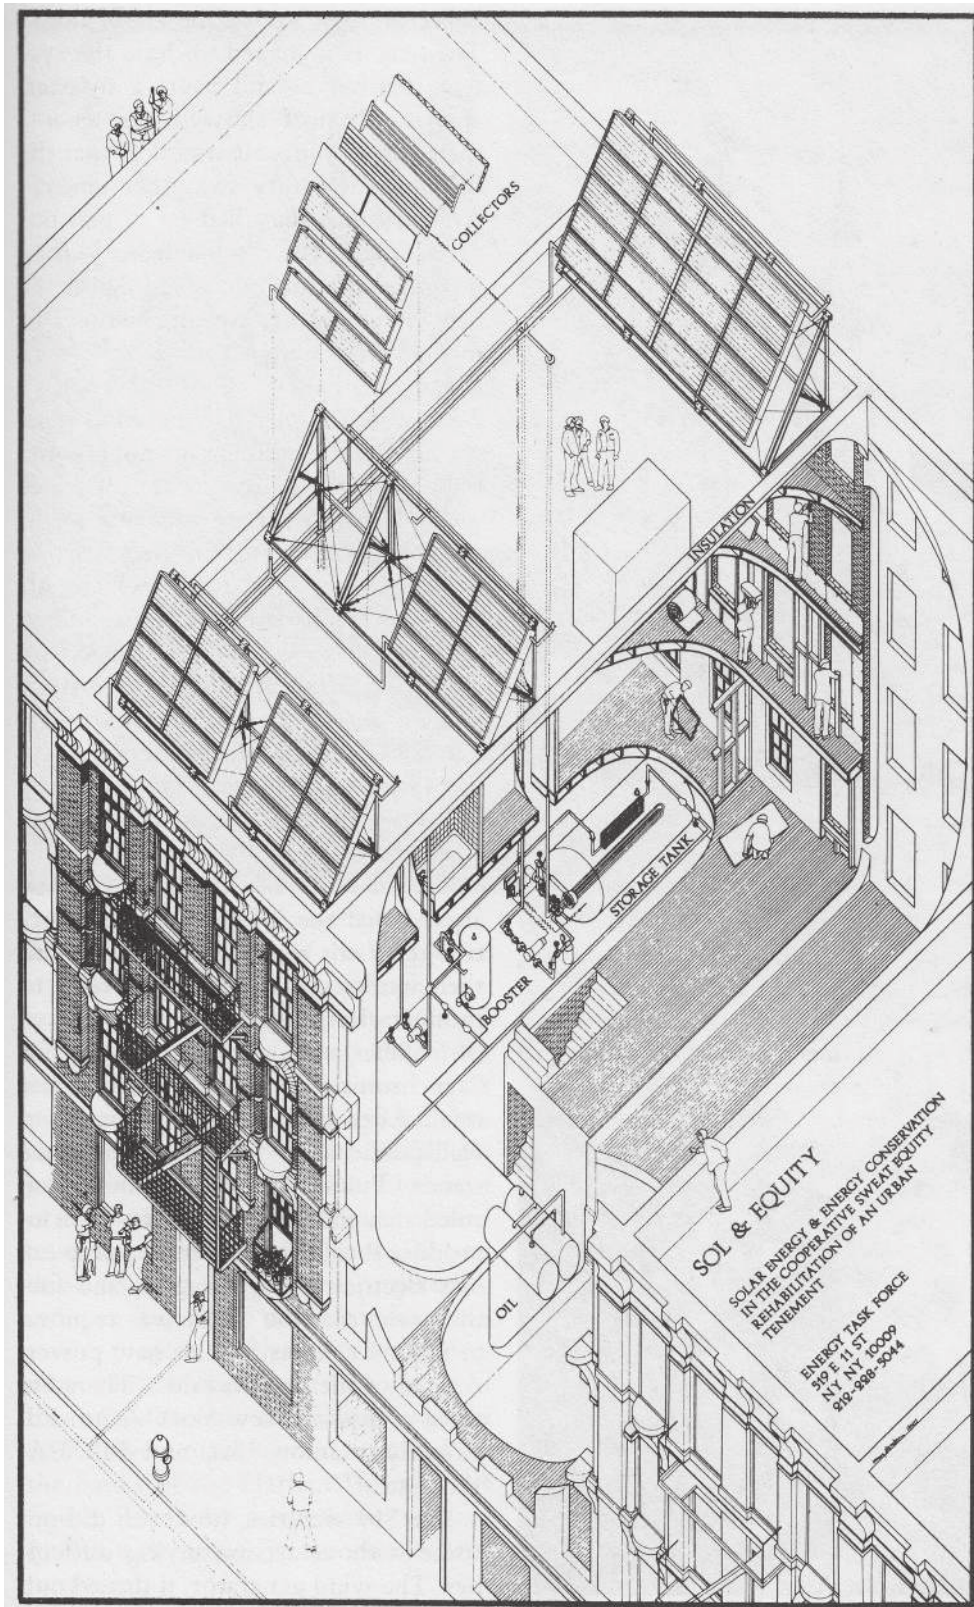 COLLECTORS
INSULATION
STORAGE TANK
BOOSTER
OIL
SOL & EQUITY
SOLAR ENERGY & ENERGY CONSERVATION
IN THE COOPERATIVE SWEAT EQUITY
REHABILITATION OF AN URBAN
TENEMENT
ENERGY TASK FORCE
519 E 11 ST
NY NY 10009
212-228-5044